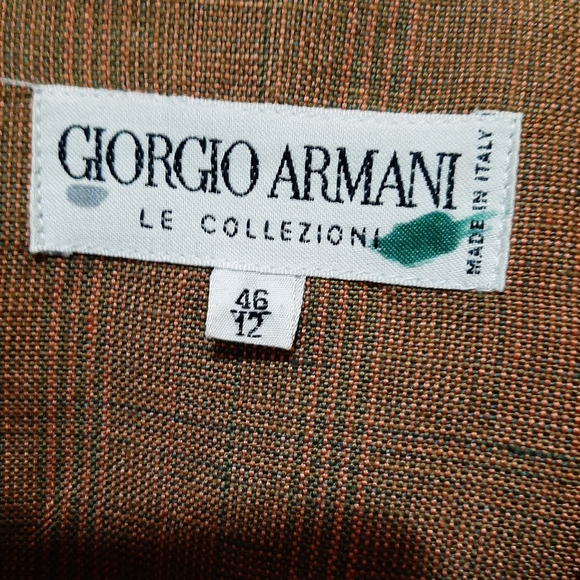 GIORGIO ARMANI
LE COLLEZIONI
MADE IN ITALY
46
12